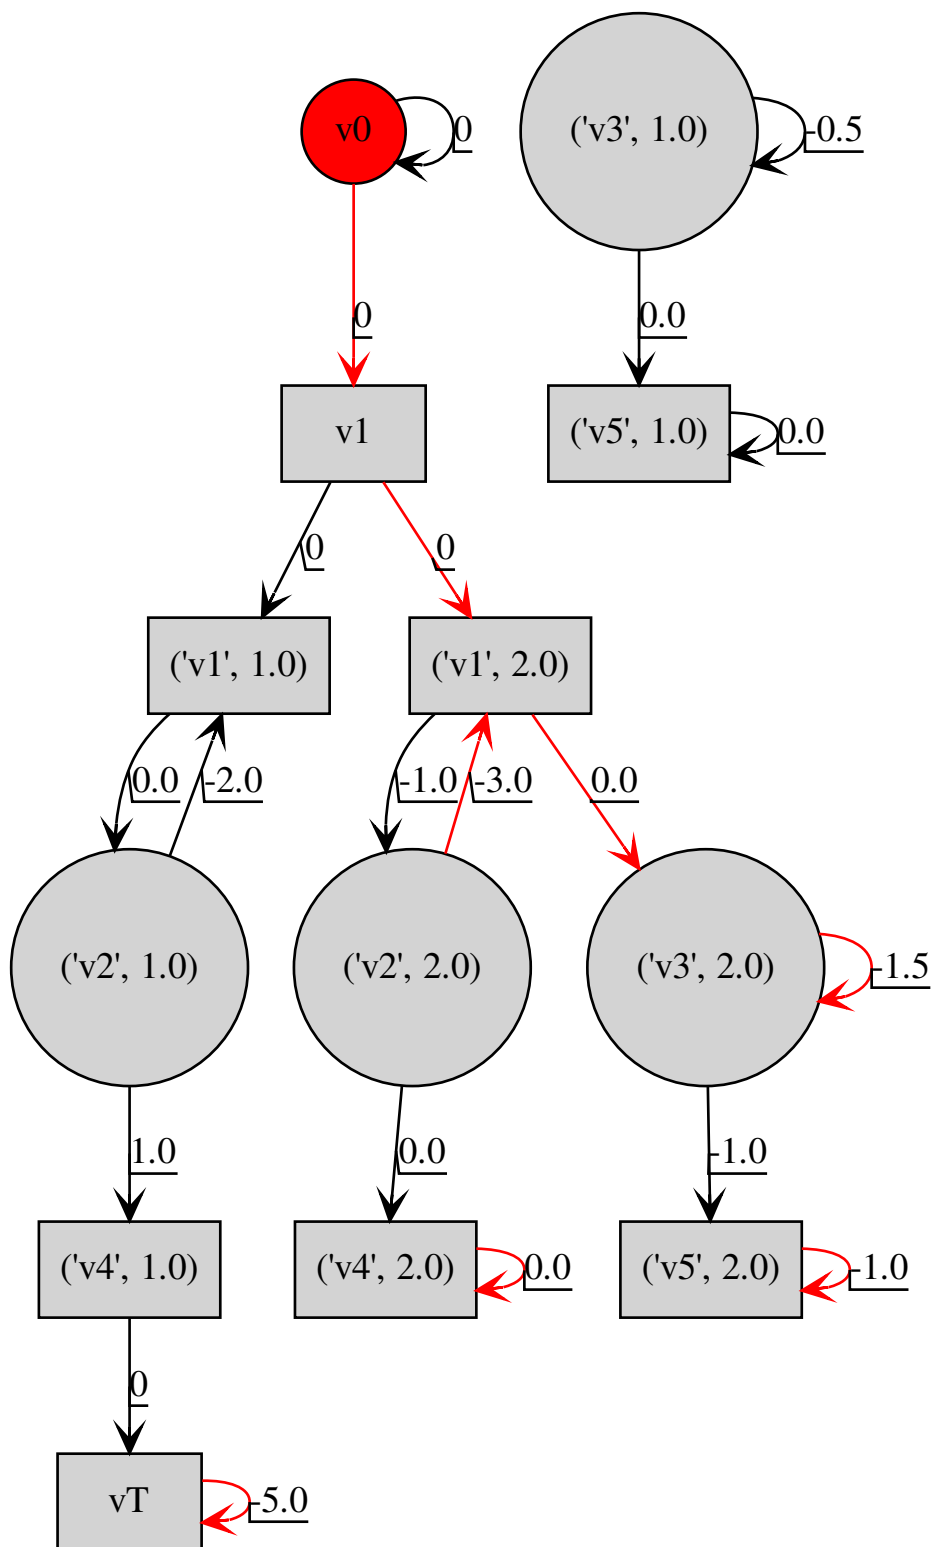 v0
0
('v3', 1.0)
-0.5
0
0.0
v1
('v5', 1.0)
0.0
0
0
('v1', 1.0)
('v1', 2.0)
0.0
-2.0
-1.0
-3.0
0.0
('v2', 1.0)
('v2', 2.0)
('v3', 2.0)
-1.5
1.0
0.0
-1.0
('v4', 1.0)
('v4', 2.0)
0.0
('v5', 2.0)
-1.0
0
vT
-5.0